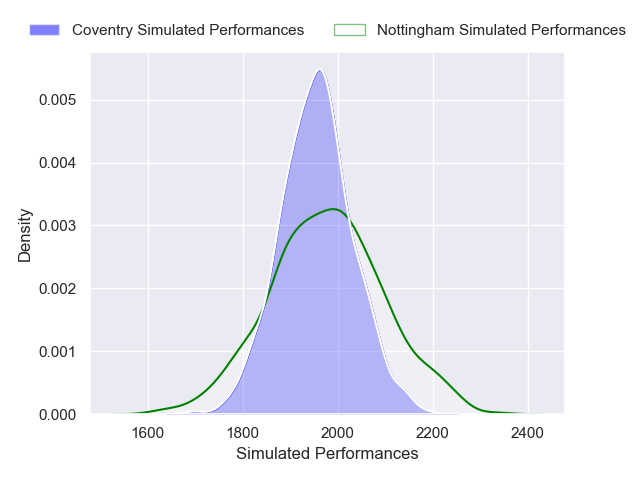 Coventry Simulated Performances Nottingham Simulated Performances
0.005
0.004
0.003
0.002
0.001
0.000
Density
1600 1800 2000 2200 2400
Simulated Performances